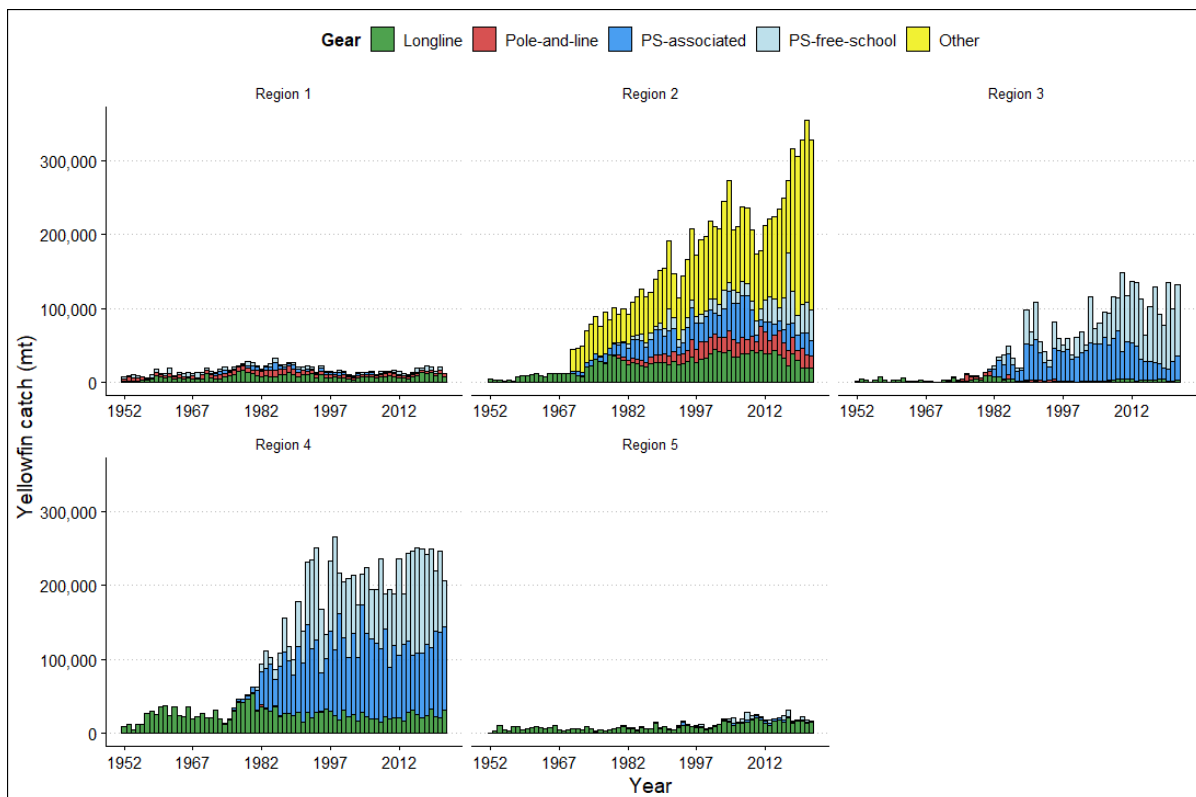 Gear Longline Pole-and-line PS-associated PS-free-school Other
Region 1 Region 2 Region 3
300,000
200,000
100,000
0
1952 1967 1982 1997 2012 1952 1967 1982 1997 2012 1952 1967 1982 1997 2012
Region 4 Region 5
300,000
200,000
100,000
0
1952 1967 1982 1997 2012 1952 1967 1982 1997 2012
Yellowfin catch (mt)
Year